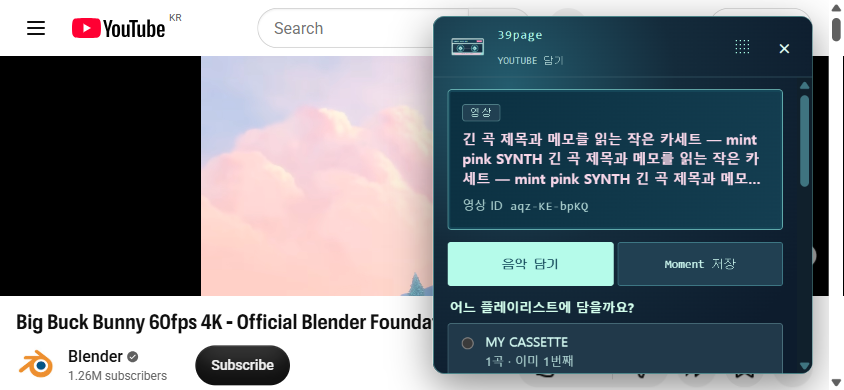 YouTube KR
Search
39page
YOUTUBE 담기
영상
긴 곡 제목과 메모를 읽는 작은 카세트 — mint
pink SYNTH 긴 곡 제목과 메모를 읽는 작은 카
세트 — mint pink SYNTH 긴 곡 제목과 메모...
영상 ID aqz-KE-bpKQ
음악 담기
Moment 저장
어느 플레이리스트에 담을까요?
MY CASSETTE
1곡 · 이미 1번째
Big Buck Bunny 60fps 4K - Official Blender
Blender
1.26M subscribers
Subscribe